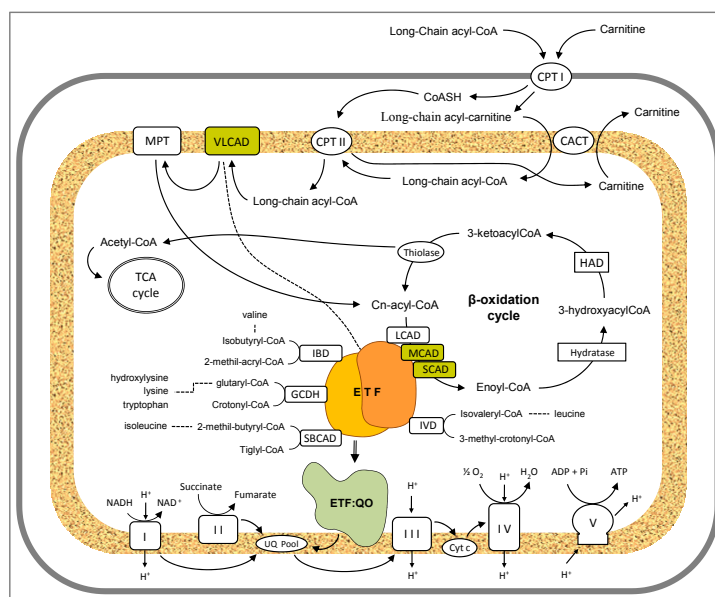 Long-Chain acyl-CoA
Carnitine
CPT I
CoASH
Long-chain acyl-carnitine
Carnitine
MPT
VLCAD
CPT II
CACT
Long-chain acyl-CoA
Carnitine
Long-chain acyl-CoA
Acetyl-CoA
3-ketoacylCoA
Thiolase
HAD
TCA
cycle
Cn-acyl-CoA
β-oxidation
cycle
3-hydroxyacylCoA
valine
Isobutyryl-CoA
IBD
2-methil-acryl-CoA
LCAD
MCAD
SCAD
Hydratase
Enoyl-CoA
hydroxylysine
lysine
tryptophan
glutaryl-CoA
GCDH
Crotonyl-CoA
ETF
isoleucine
2-methil-butyryl-CoA
SBCAD
Tiglyl-CoA
Isovaleryl-CoA
leucine
IVD
3-methyl-crotonyl-CoA
ETF:QO
NADH
H⁺
NAD⁺
Succinate
Fumarate
½ O₂
H⁺
H₂O
ADP + Pi
ATP
H⁺
H⁺
I
II
UQ Pool
III
Cyt c
IV
V
H⁺
H⁺
H⁺
H⁺